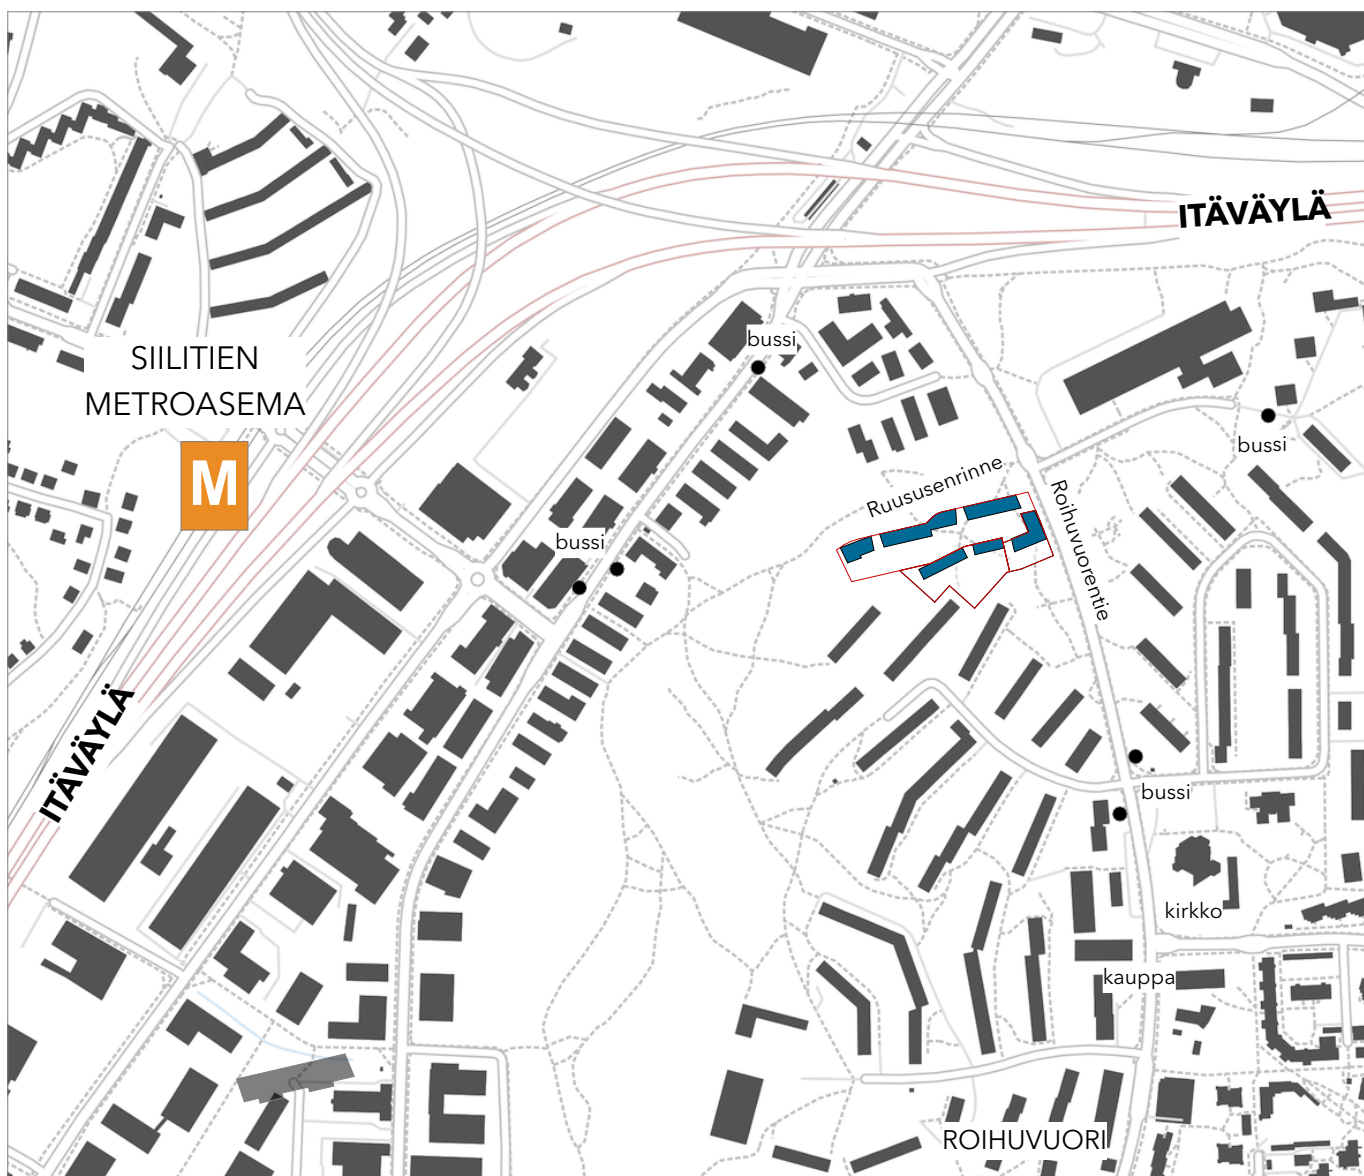 ITÄVÄYLÄ
SIILITIEN
METROASEMA
bussi
bussi
M
Ruususenrinne
Roihuvuorentie
bussi
ITÄVÄYLÄ
bussi
kirkko
kauppa
ROIHUVUORI